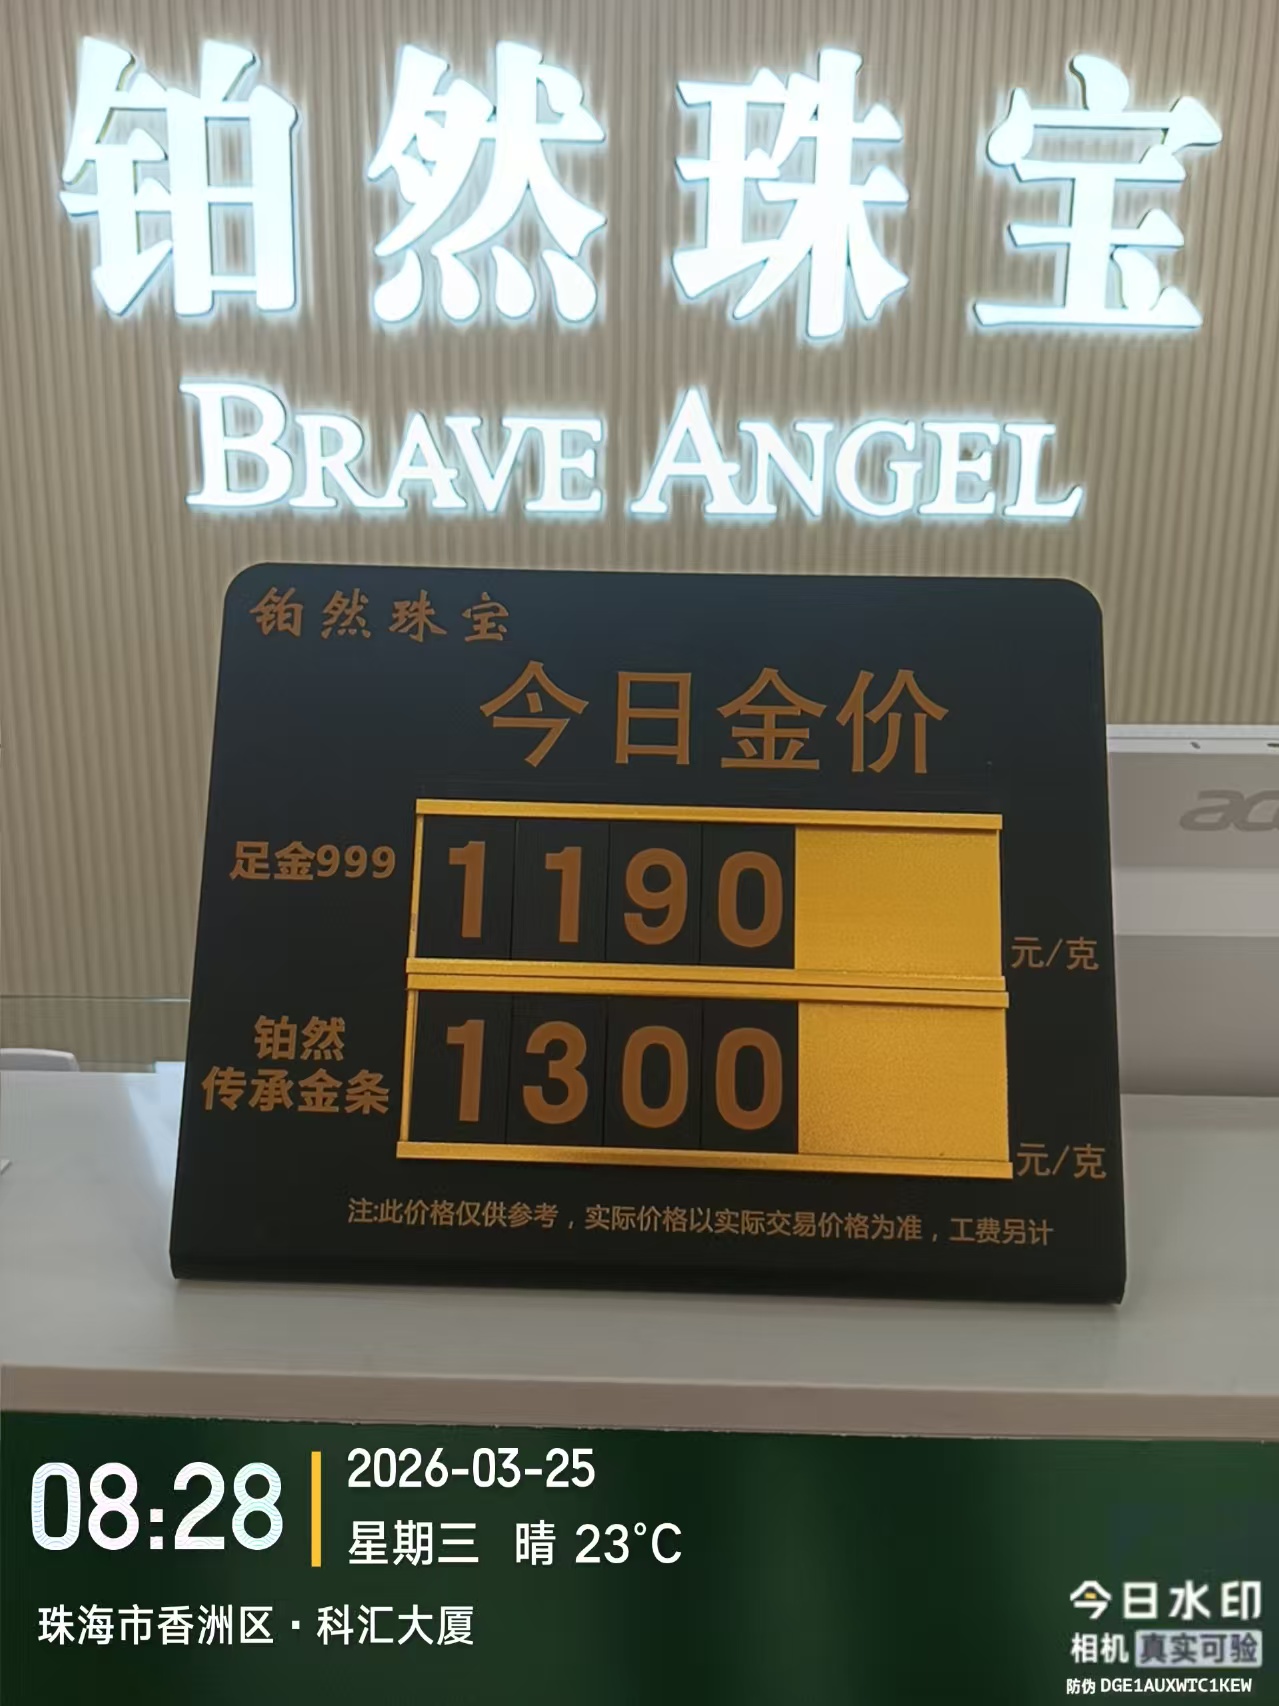 铂然珠宝
BRAVE ANGEL
铂然珠宝
今日金价
足金999
1190
元/克
铂然
传承金条
1300
元/克
注:此价格仅供参考，实际价格以实际交易价格为准，工费另计
08:28
2026-03-25
星期三 晴 23°C
珠海市香洲区·科汇大厦
今日水印
相机 真实可验
防伪 DGE1AUXWTC1KEW